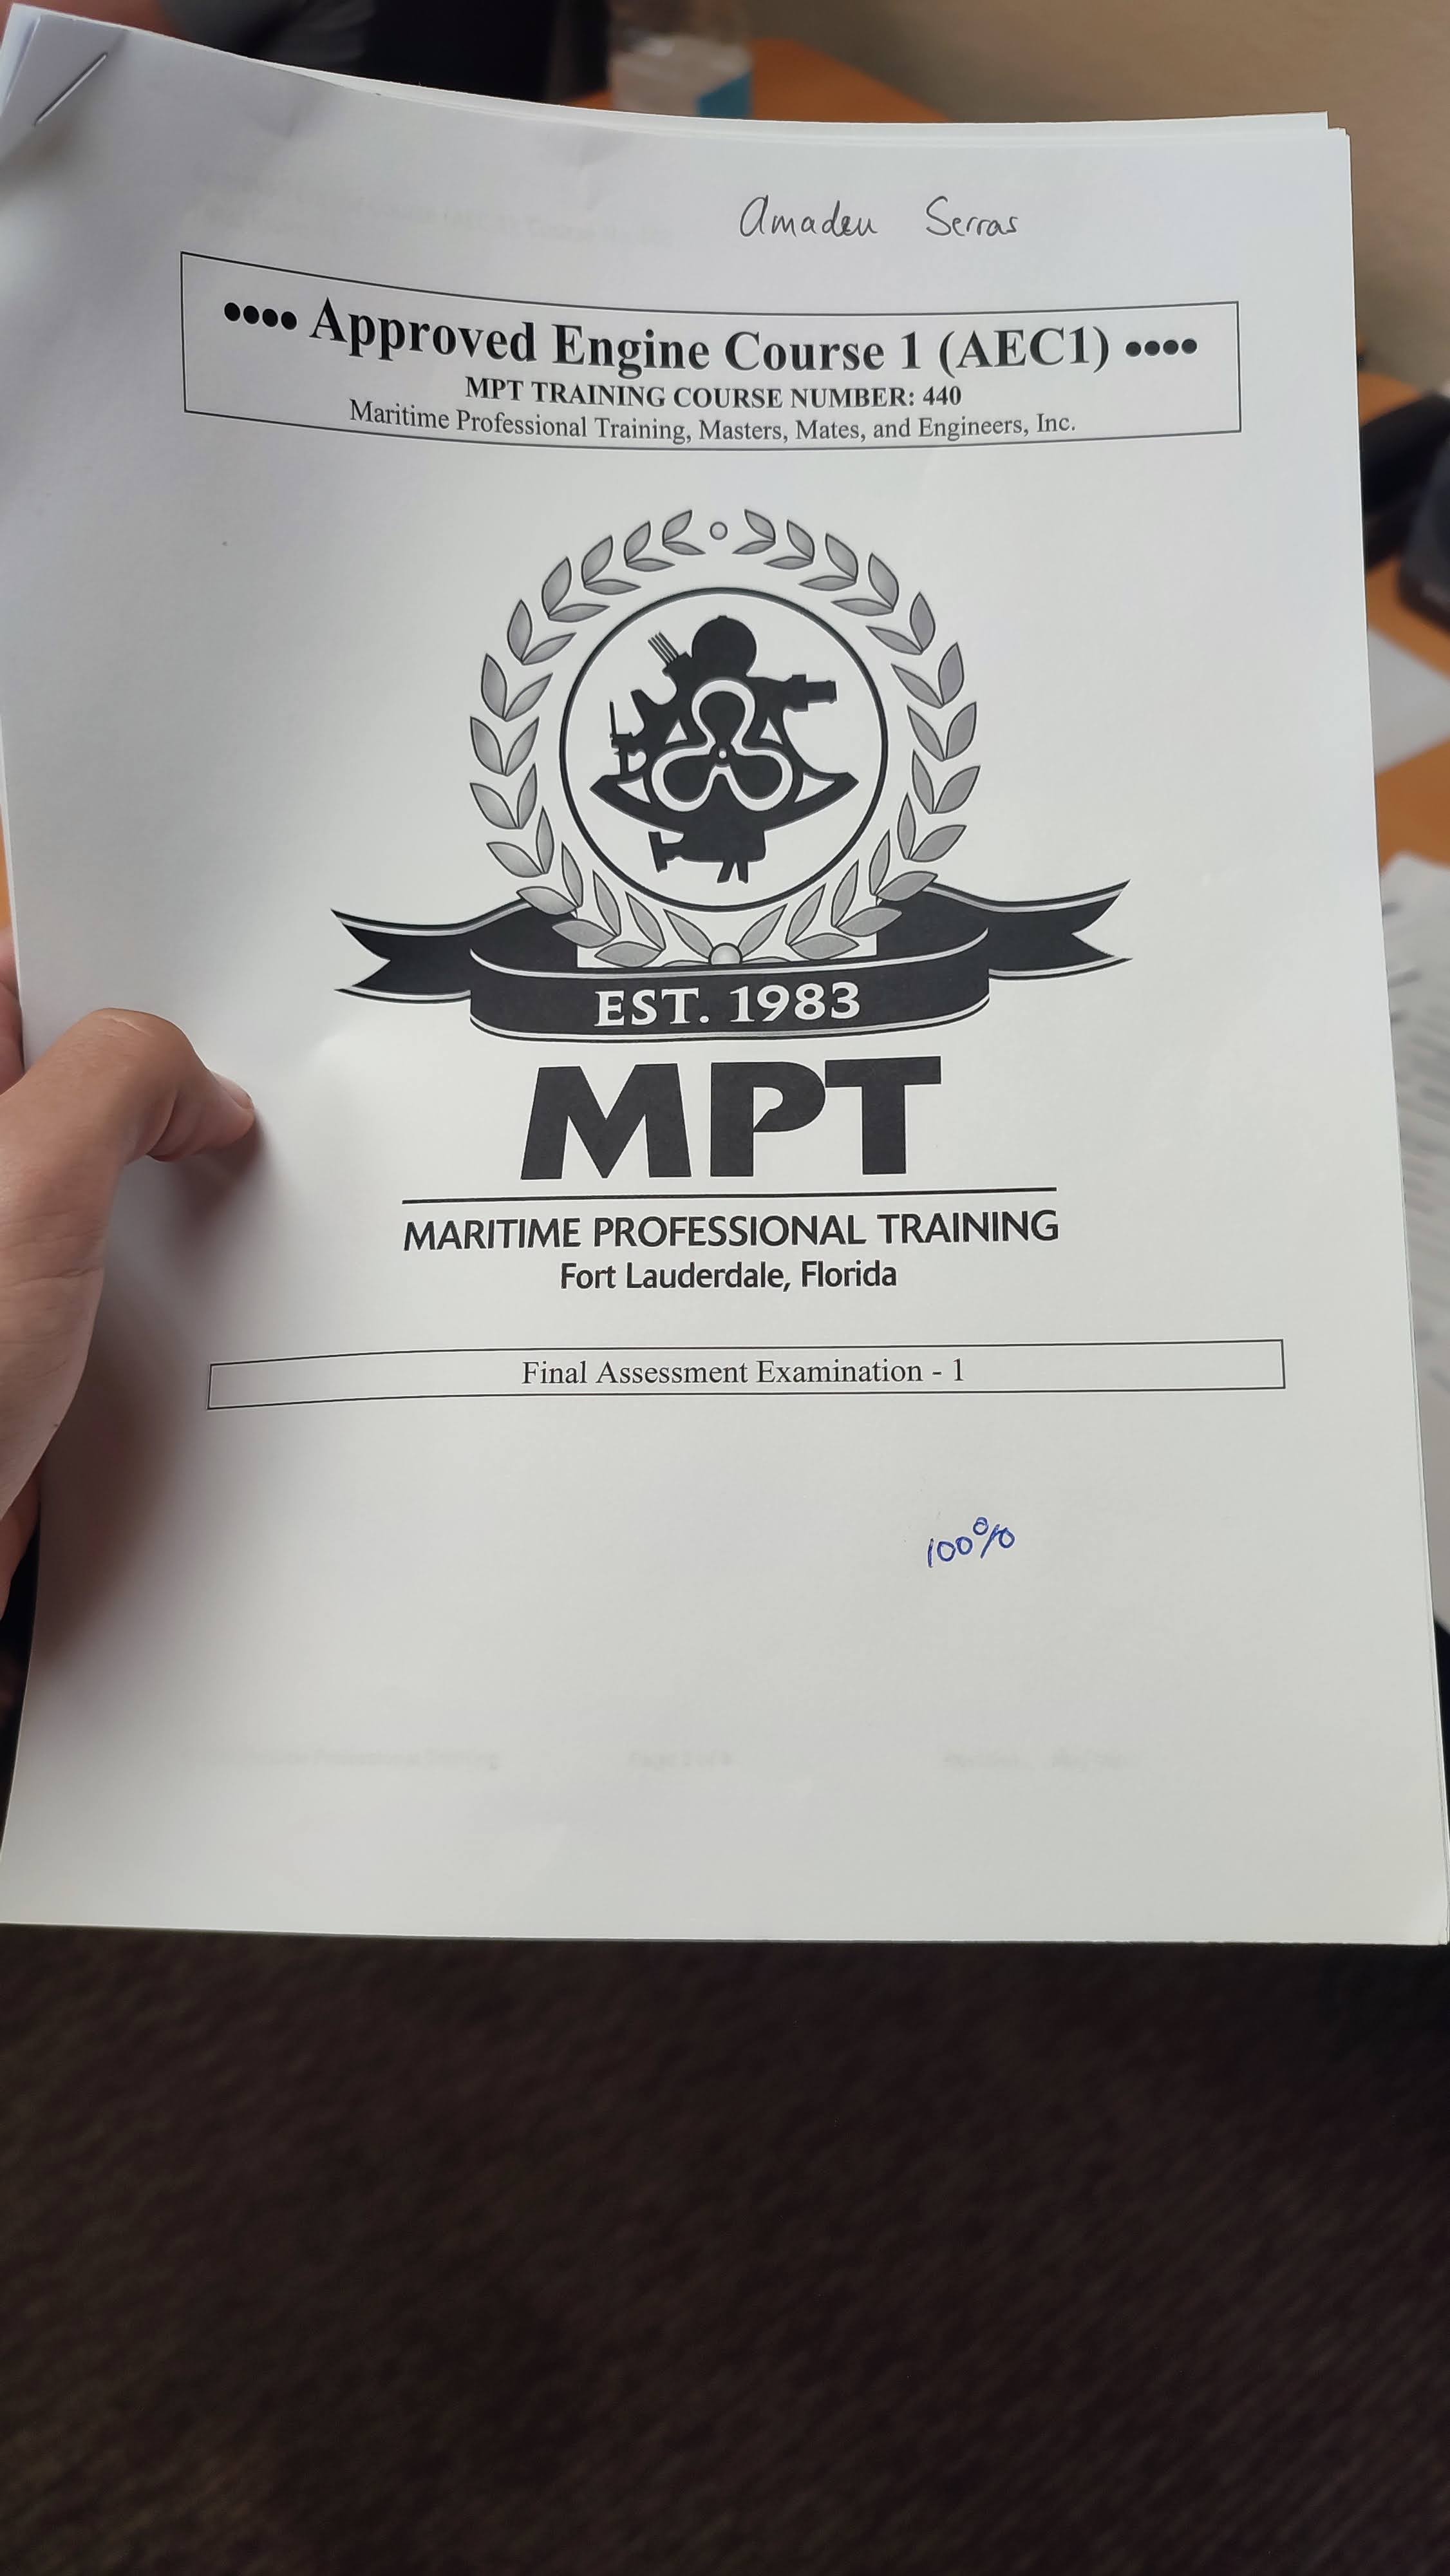 Amadeu Serras
•••• Approved Engine Course 1 (AEC1) ••••
MPT TRAINING COURSE NUMBER: 440
Maritime Professional Training, Masters, Mates, and Engineers, Inc.
EST. 1983
MPT
MARITIME PROFESSIONAL TRAINING
Fort Lauderdale, Florida
Final Assessment Examination - 1
100%